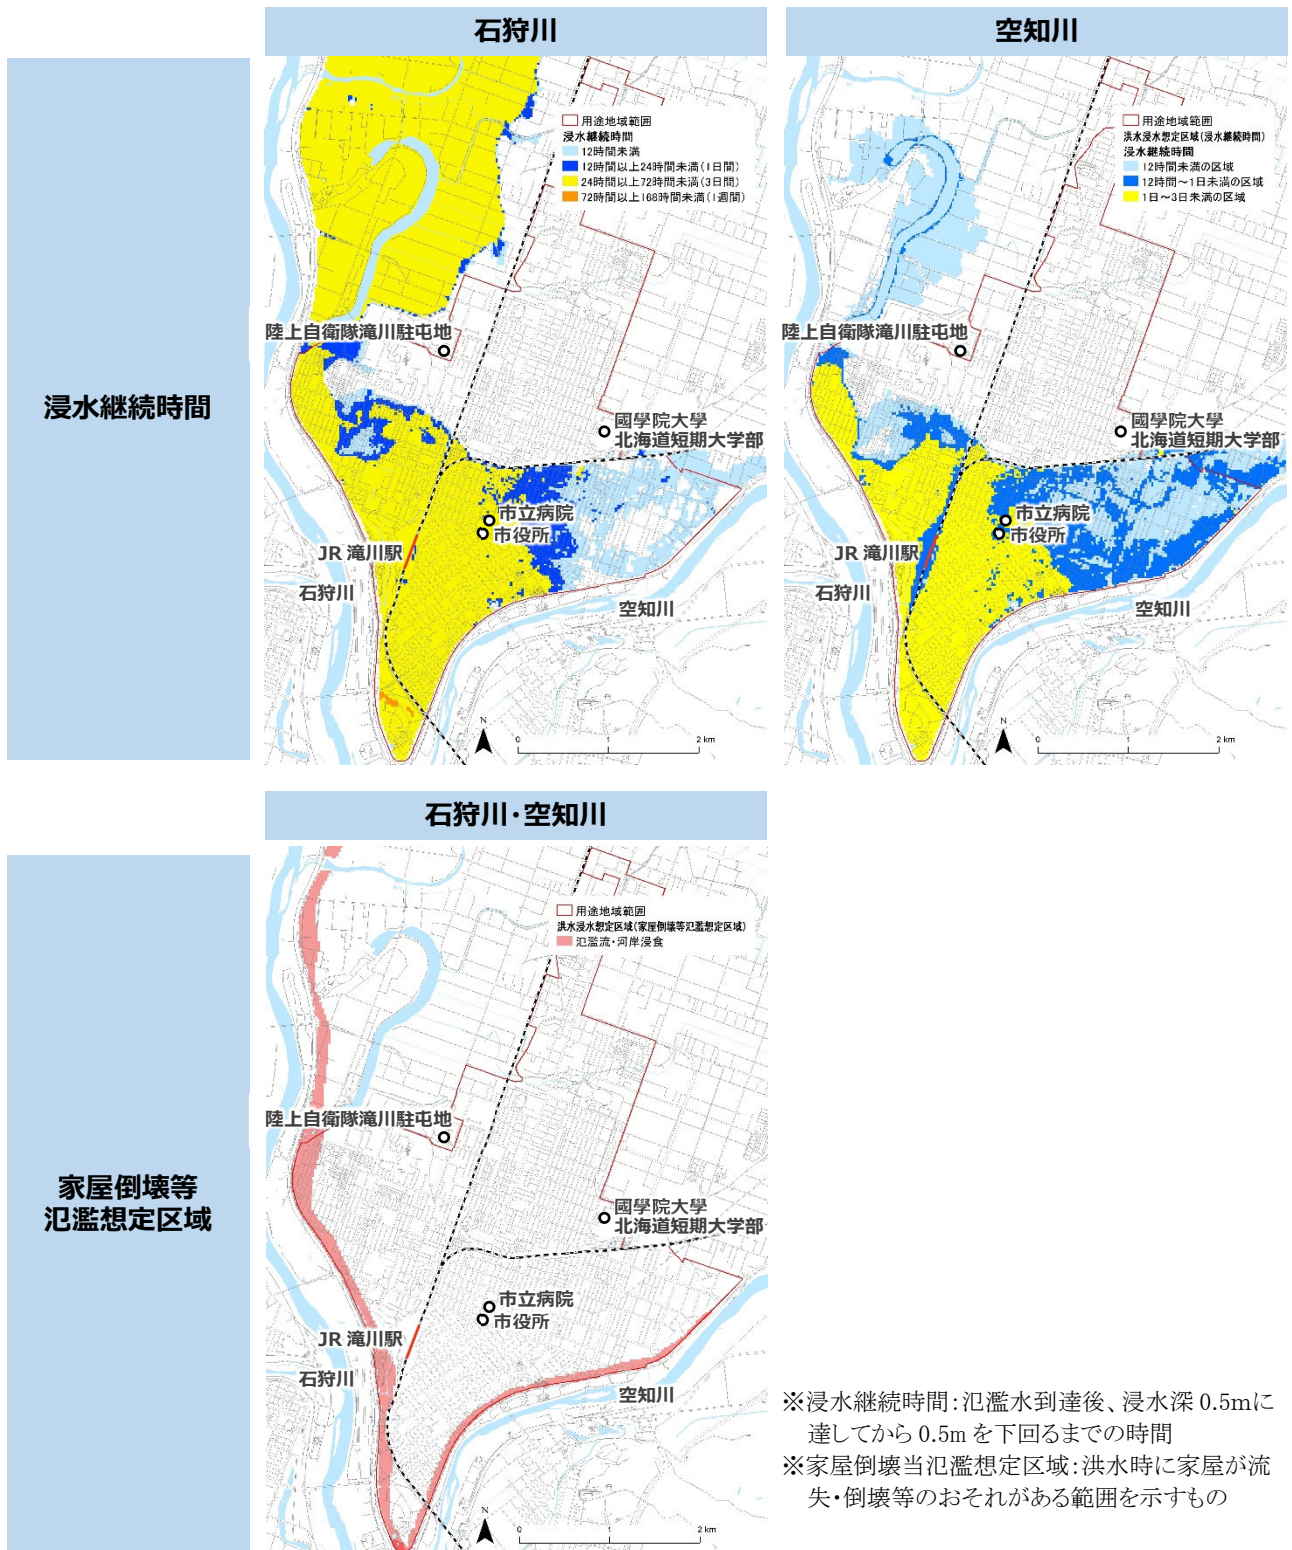 石狩川
空知川
浸水継続時間
用途地域範囲
浸水継続時間
12時間未満
12時間以上24時間未満(1日間)
24時間以上72時間未満(3日間)
72時間以上168時間未満(1週間)
陸上自衛隊滝川駐屯地
國學院大學
北海道短期大学部
市立病院
市役所
JR 滝川駅
石狩川
空知川
N
0
1
2 km
用途地域範囲
洪水浸水想定区域(浸水継続時間)
浸水継続時間
12時間未満の区域
12時間～1日未満の区域
1日～3日未満の区域
陸上自衛隊滝川駐屯地
國學院大學
北海道短期大学部
市立病院
市役所
JR 滝川駅
石狩川
空知川
N
0
1
2 km
石狩川・空知川
家屋倒壊等
氾濫想定区域
用途地域範囲
洪水浸水想定区域(家屋倒壊等氾濫想定区域)
氾濫流・河岸浸食
陸上自衛隊滝川駐屯地
國學院大學
北海道短期大学部
市立病院
市役所
JR 滝川駅
石狩川
空知川
N
0
1
2 km
※浸水継続時間:氾濫水到達後、浸水深 0.5mに
達してから 0.5m を下回るまでの時間
※家屋倒壊当氾濫想定区域:洪水時に家屋が流
失・倒壊等のおそれがある範囲を示すもの